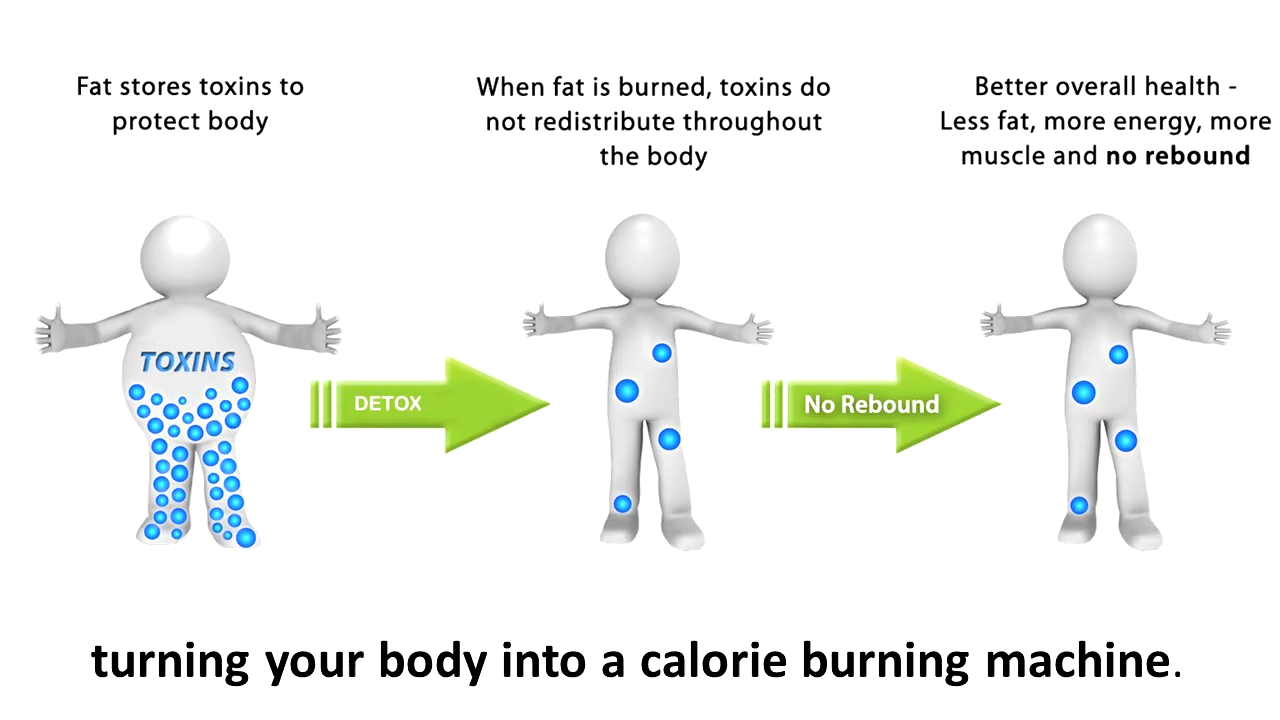 Fat stores toxins to
protect body
When fat is burned, toxins do
not redistribute throughout
the body
Better overall health -
Less fat, more energy, more
muscle and no rebound
TOXINS
DETOX
No Rebound
turning your body into a calorie burning machine.